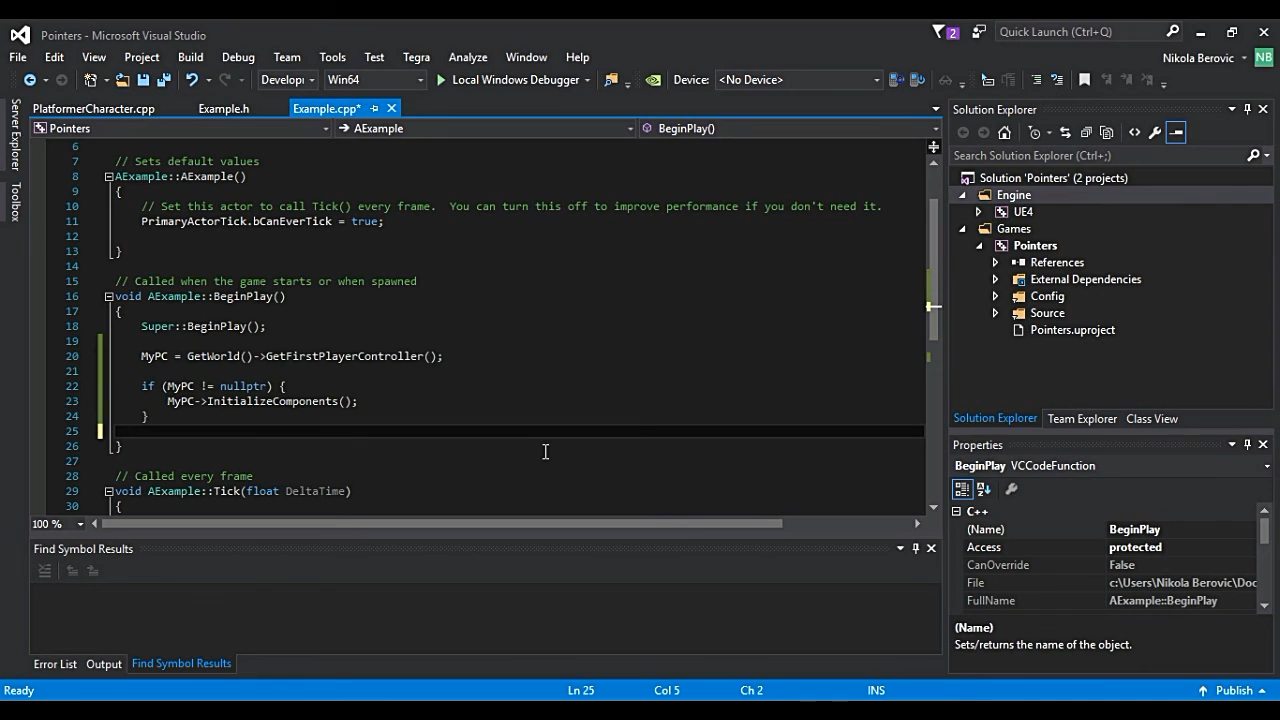 Pointers - Microsoft Visual Studio
2
Quick Launch (Ctrl+Q)
File Edit View Project Build Debug Team Tools Test Tegra Analyze Window Help
Nikola Berovic NB
Develop Win64 Local Windows Debugger Device: <No Device>
Server Explorer
Toolbox
PlatformerCharacter.cpp Example.h Example.cpp*
Pointers AExample BeginPlay()
6
7 // Sets default values
8 AExample::AExample()
9 {
10 // Set this actor to call Tick() every frame.  You can turn this off to improve performance if you don't need it.
11 PrimaryActorTick.bCanEverTick = true;
12
13 }
14
15 // Called when the game starts or when spawned
16 void AExample::BeginPlay()
17 {
18 Super::BeginPlay();
19
20 MyPC = GetWorld()->GetFirstPlayerController();
21
22 if (MyPC != nullptr) {
23 MyPC->InitializeComponents();
24 }
25
26 }
27
28 // Called every frame
29 void AExample::Tick(float DeltaTime)
30 {
100 %
Find Symbol Results
Error List Output Find Symbol Results
Solution Explorer
Search Solution Explorer (Ctrl+;)
Solution 'Pointers' (2 projects)
Engine
UE4
Games
Pointers
References
External Dependencies
Config
Source
Pointers.uproject
Solution Explorer Team Explorer Class View
Properties
BeginPlay VCCodeFunction
C++
(Name) BeginPlay
Access protected
CanOverride False
File c:\Users\Nikola Berovic\Doc
FullName AExample::BeginPlay
(Name)
Sets/returns the name of the object.
Ready Ln 25 Col 5 Ch 2 INS Publish